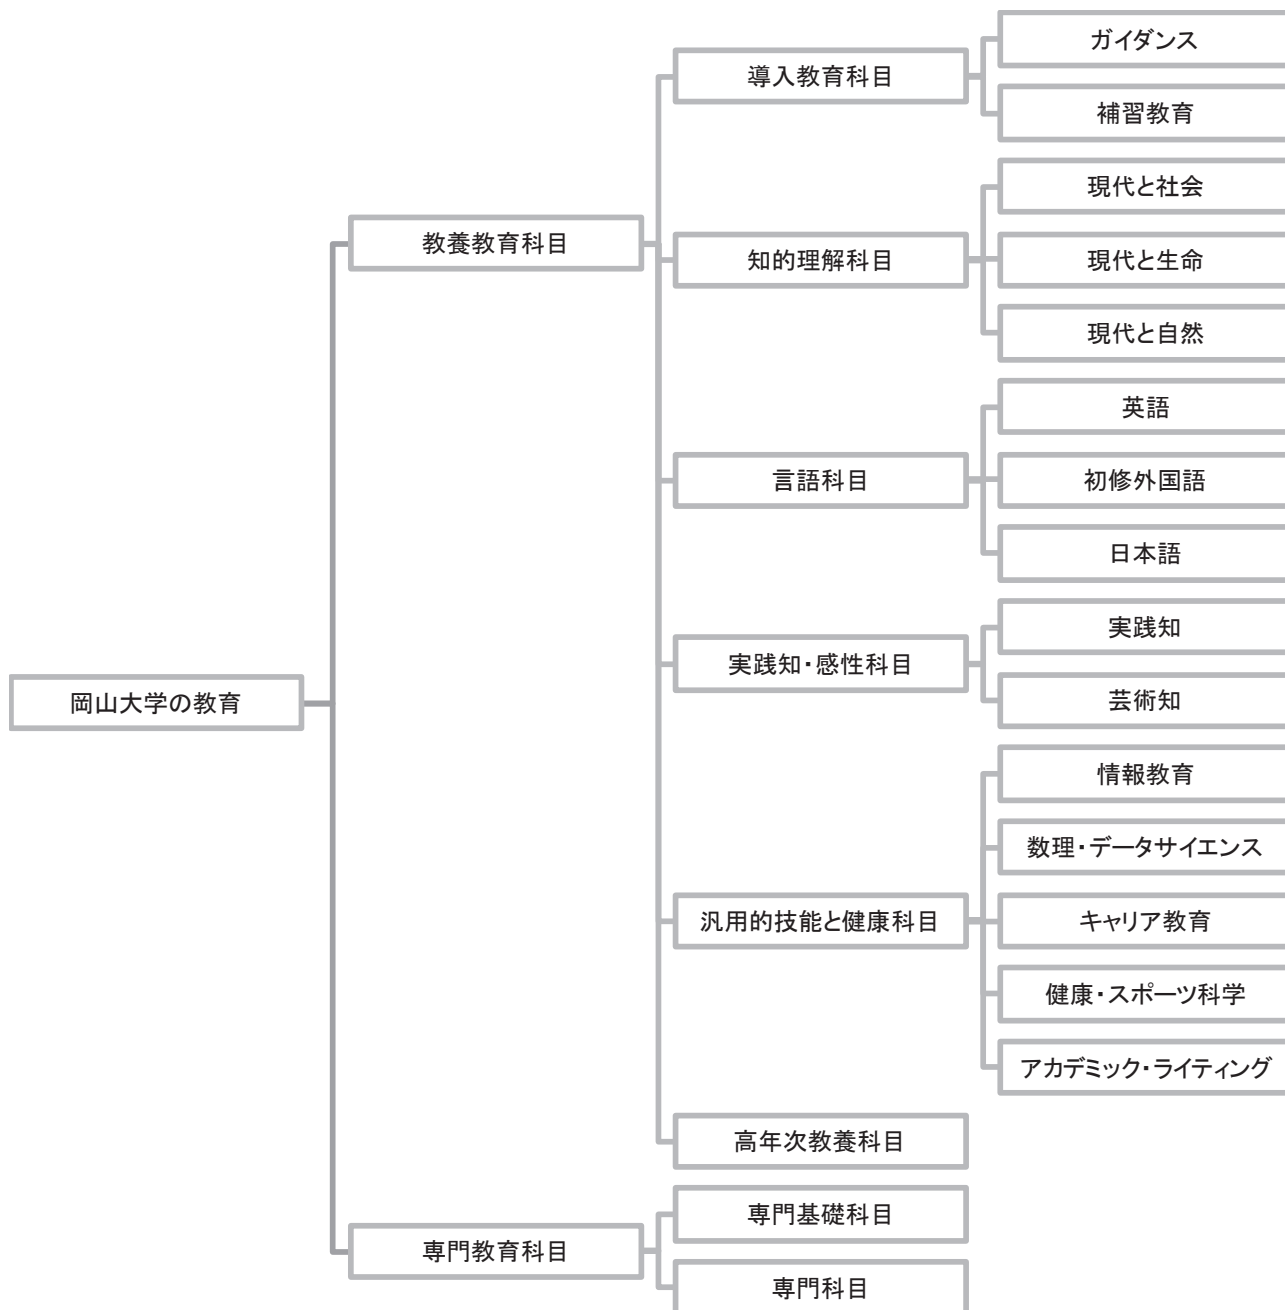 岡山大学の教育
教養教育科目
導入教育科目
ガイダンス
補習教育
知的理解科目
現代と社会
現代と生命
現代と自然
言語科目
英語
初修外国語
日本語
実践知・感性科目
実践知
芸術知
汎用的技能と健康科目
情報教育
数理・データサイエンス
キャリア教育
健康・スポーツ科学
アカデミック・ライティング
高年次教養科目
専門教育科目
専門基礎科目
専門科目